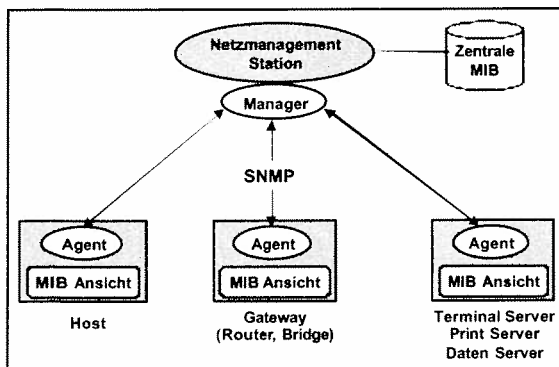 Netzmanagement
Station
Zentrale
MIB
Manager
SNMP
Agent
Agent
Agent
MIB Ansicht
MIB Ansicht
MIB Ansicht
Host
Gateway
(Router, Bridge)
Terminal Server
Print Server
Daten Server